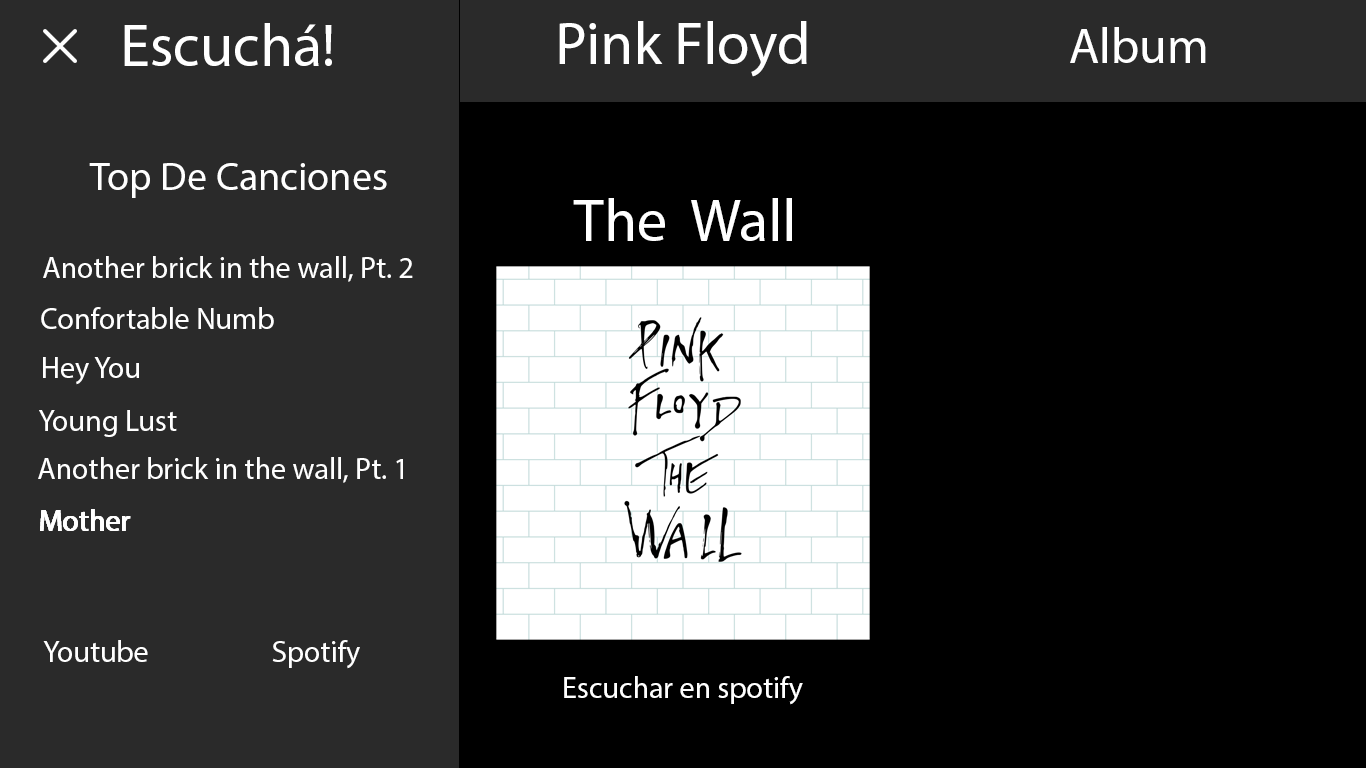 Escuchá!
Top De Canciones
Another brick in the wall, Pt. 2
Confortable Numb
Hey You
Young Lust
Another brick in the wall, Pt. 1
Mother
Youtube
Spotify
Pink Floyd
Album
The Wall
PINK
FLOYD
THE
WALL
Escuchar en spotify